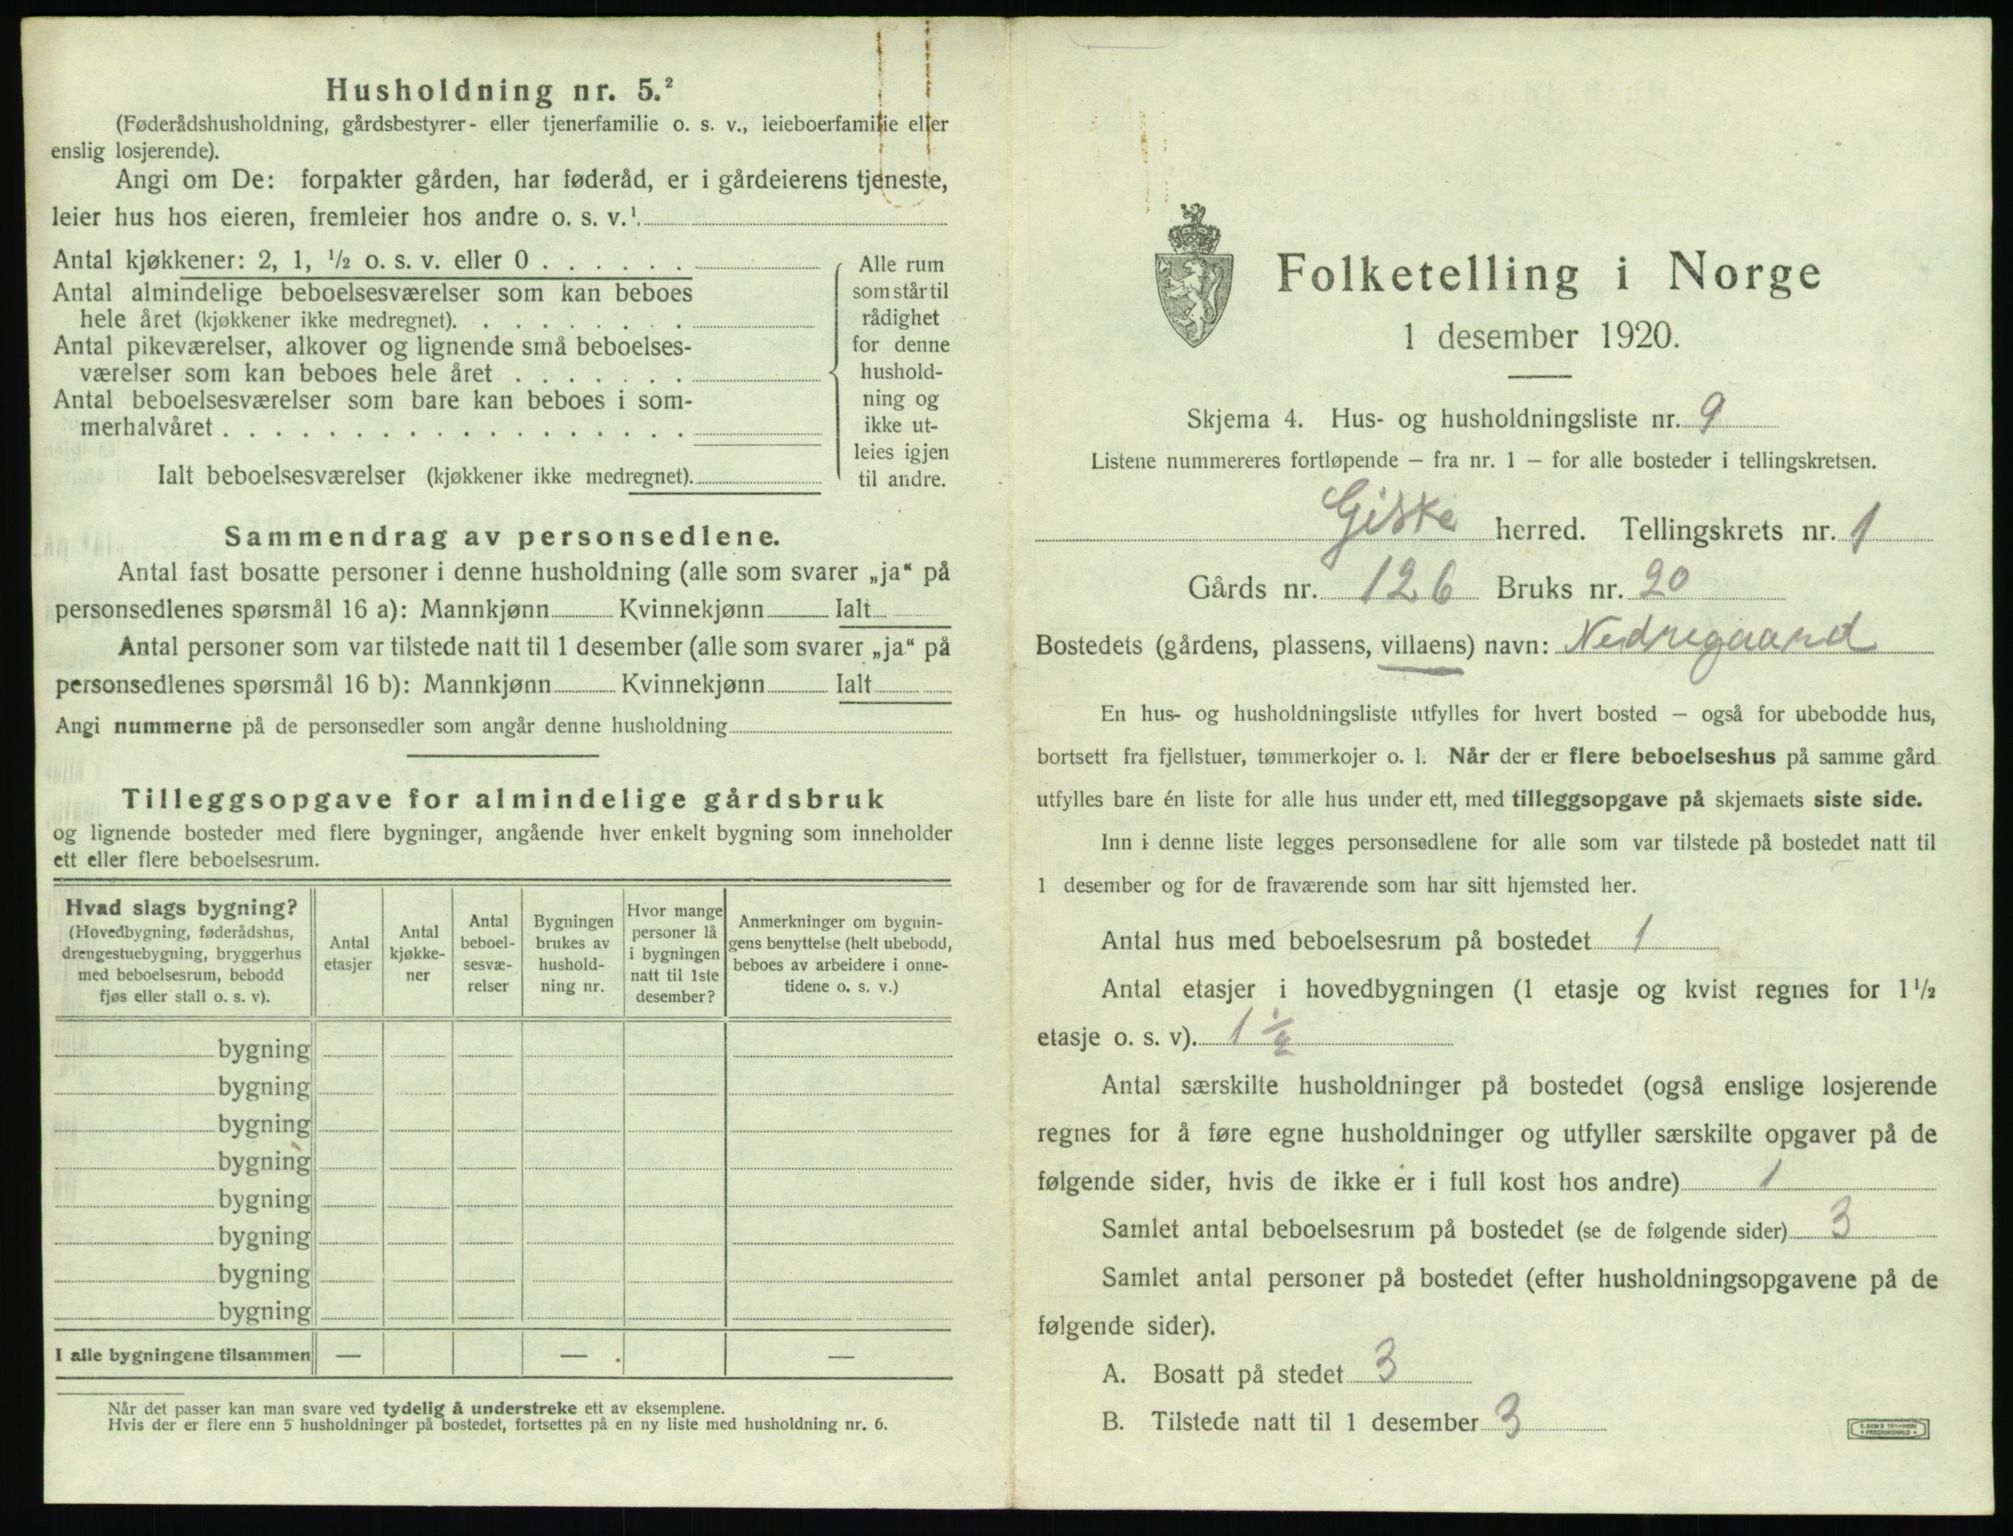 Husholdning nr. 5.²
(Føderådshusholdning, gårdsbestyrer- eller tjenerfamilie o. s. v., leieboerfamilie eller
enslig losjerende).
Angi om De: forpakter gården, har føderåd, er i gårdeierens tjeneste,
leier hus hos eieren, fremleier hos andre o. s. v.¹
Antal kjøkkener: 2, 1, ½ o. s. v. eller 0 . . . . . .
Antal almindelige beboelsesværelser som kan beboes
hele året (kjøkkener ikke medregnet). . . . . . . . .
Antal pikeværelser, alkover og lignende små beboelses-
værelser som kan beboes hele året . . . . . . .
Antal beboelsesværelser som bare kan beboes i som-
merhalvåret . . . . . . . . . . . . . . . . . .
Ialt beboelsesværelser (kjøkkener ikke medregnet).
Alle rum
som står til
rådighet
for denne
hushold-
ning og
ikke ut-
leies igjen
til andre.
Sammendrag av personsedlene.
Antal fast bosatte personer i denne husholdning (alle som svarer „ja“ på
personsedlenes spørsmål 16 a): Mannkjønn Kvinnekjønn Ialt
Antal personer som var tilstede natt til 1 desember (alle som svarer „ja“ på
personsedlenes spørsmål 16 b): Mannkjønn Kvinnekjønn Ialt
Angi nummerne på de personsedler som angår denne husholdning
Tilleggsopgave for almindelige gårdsbruk
og lignende bosteder med flere bygninger, angående hver enkelt bygning som inneholder
ett eller flere beboelsesrum.
Hvad slags bygning?
(Hovedbygning, føderådshus,
drengestuebygning, bryggerhus
med beboelsesrum, bebodd
fjøs eller stall o. s. v).
Antal
etasjer
Antal
kjøkke-
ner
Antal
beboel-
sesvæ-
relser
Bygningen
brukes av
hushold-
ning nr.
Hvor mange
personer lå
i bygningen
natt til 1ste
desember?
Anmerkninger om bygnin-
gens benyttelse (helt ubebodd,
beboes av arbeidere i onne-
tidene o. s. v.)
bygning
bygning
bygning
bygning
bygning
bygning
bygning
bygning
I alle bygningene tilsammen — — . —
Når det passer kan man svare ved tydelig å understreke ett av eksemplene.
Hvis der er flere enn 5 husholdninger på bostedet, fortsettes på en ny liste med husholdning nr. 6.
Folketelling i Norge
1 desember 1920.
Skjema 4. Hus- og husholdningsliste nr. 9
Listene nummereres fortløpende – fra nr. 1 – for alle bosteder i tellingskretsen.
Giske herred. Tellingskrets nr. 1
Gårds nr. 126 Bruks nr. 20
Bostedets (gårdens, plassens, villaens) navn: Nedregaard
En hus- og husholdningsliste utfylles for hvert bosted – også for ubebodde hus,
bortsett fra fjellstuer, tømmerkojer o. l. Når der er flere beboelseshus på samme gård
utfylles bare én liste for alle hus under ett, med tilleggsopgave på skjemaets siste side.
Inn i denne liste legges personsedlene for alle som var tilstede på bostedet natt til
1 desember og for de fraværende som har sitt hjemsted her.
Antal hus med beboelsesrum på bostedet 1
Antal etasjer i hovedbygningen (1 etasje og kvist regnes for 1½
etasje o. s. v). 1 ½
Antal særskilte husholdninger på bostedet (også enslige losjerende
regnes for å føre egne husholdninger og utfyller særskilte opgaver på de
følgende sider, hvis de ikke er i full kost hos andre) 1
Samlet antal beboelsesrum på bostedet (se de følgende sider) 3
Samlet antal personer på bostedet (efter husholdningsopgavene på de
følgende sider).
A. Bosatt på stedet 3
B. Tilstede natt til 1 desember 3
E. SEM'S TRYKKERI
FREDRIKSHALD